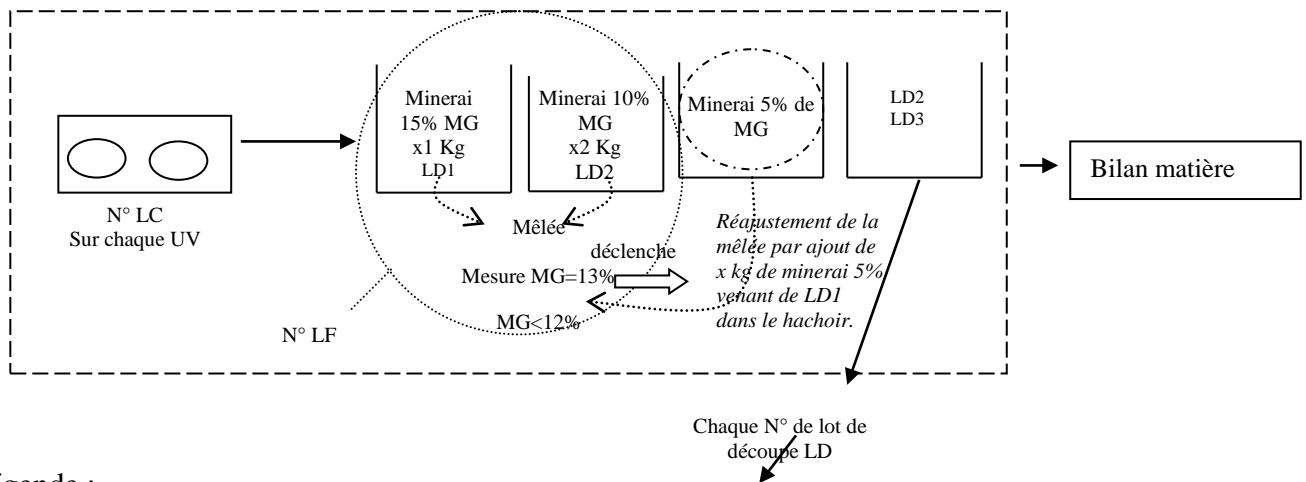 Minerai
15% MG
x1 Kg
LD1
Minerai 10%
MG
x2 Kg
LD2
Minerai 5% de
MG
LD2
LD3
Bilan matière
N° LC
Sur chaque UV
Mêlée
déclenche
Mesure MG=13%
MG<12%
Réajustement de la
mêlée par ajout de
x kg de minerai 5%
venant de LD1
dans le hachoir.
N° LF
Chaque N° de lot de
découpe LD